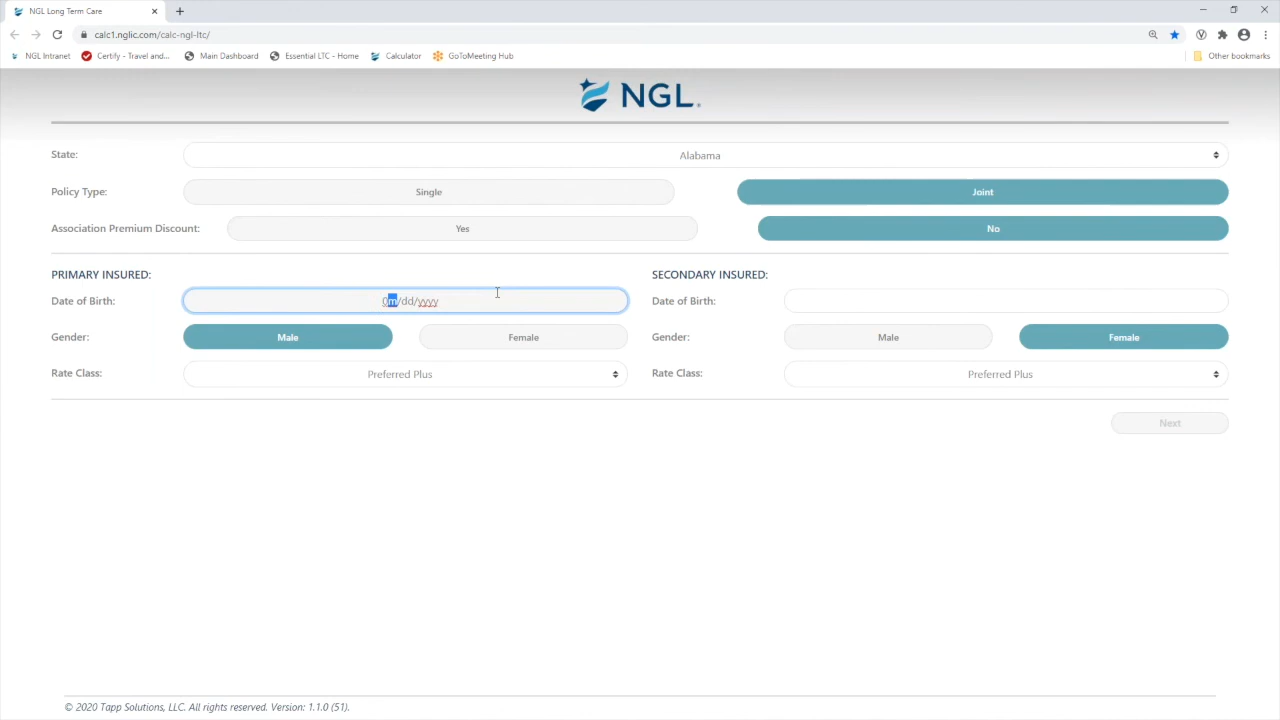 NGL Long Term Care
calc1.nglic.com/calc-ngl-ltc/
NGL Intranet
Certify - Travel and...
Main Dashboard
Essential LTC - Home
Calculator
GoToMeeting Hub
Other bookmarks
NGL.
State:
Alabama
Policy Type:
Single
Joint
Association Premium Discount:
Yes
No
PRIMARY INSURED:
SECONDARY INSURED:
Date of Birth:
0m/dd/yyyy
Date of Birth:
Gender:
Male
Female
Gender:
Male
Female
Rate Class:
Preferred Plus
Rate Class:
Preferred Plus
Next
© 2020 Tapp Solutions, LLC. All rights reserved. Version: 1.1.0 (51).